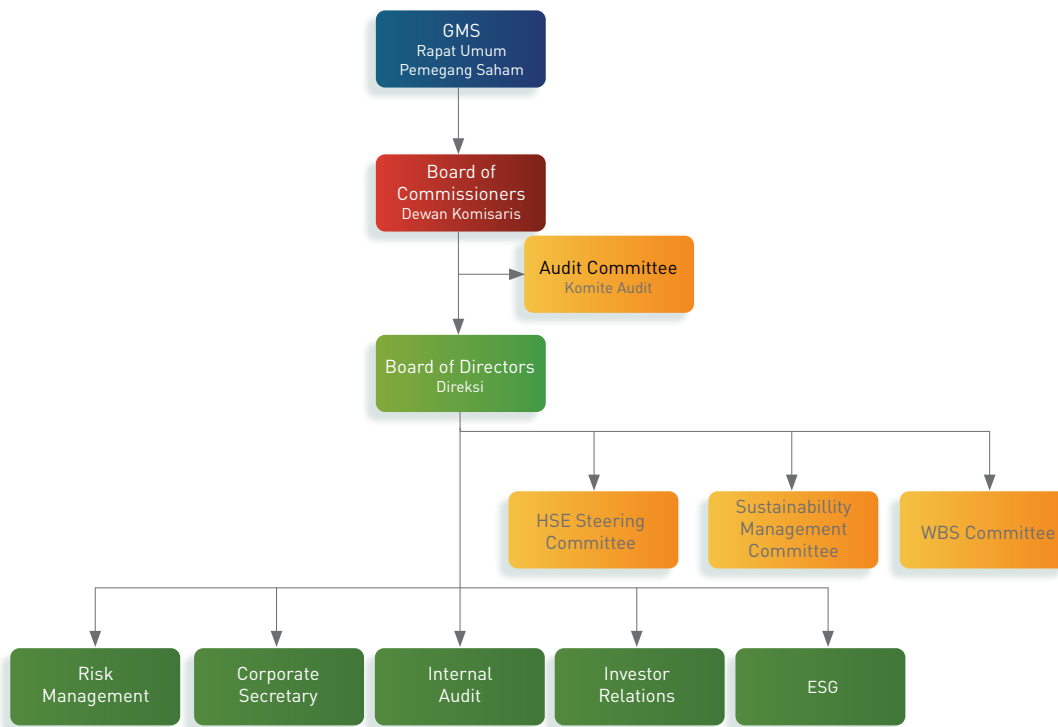 GMS
Rapat Umum
Pemegang Saham
Board of
Commissioners
Dewan Komisaris
Audit Committee
Komite Audit
Board of Directors
Direksi
HSE Steering
Committee
Sustainabillity
Management
Committee
WBS Committee
Risk
Management
Corporate
Secretary
Internal
Audit
Investor
Relations
ESG